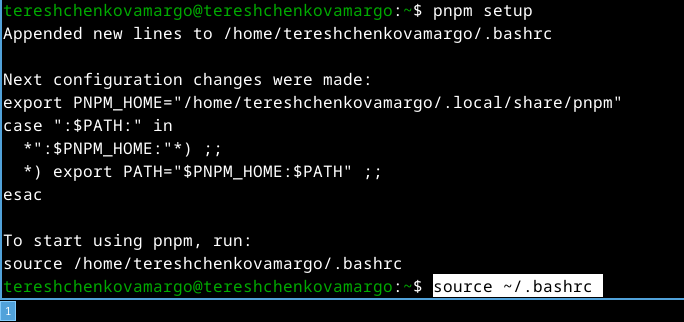 tereshchenkovamargo@tereshchenkovamargo:~$ pnpm setup
Appended new lines to /home/tereshchenkovamargo/.bashrc

Next configuration changes were made:
export PNPM_HOME="/home/tereshchenkovamargo/.local/share/pnpm"
case ":$PATH:" in
  *":$PNPM_HOME:"*) ;;
  *) export PATH="$PNPM_HOME:$PATH" ;;
esac

To start using pnpm, run:
source /home/tereshchenkovamargo/.bashrc
tereshchenkovamargo@tereshchenkovamargo:~$ source ~/.bashrc
1